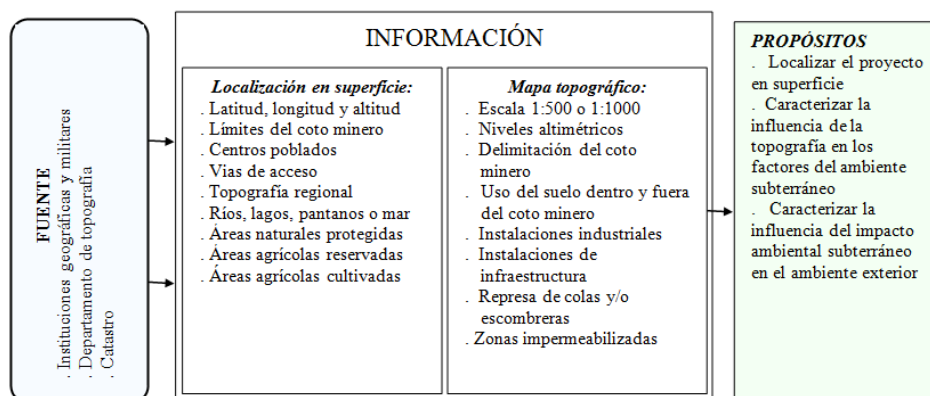 FUENTE
. Instituciones geográficas y militares
. Departamento de topografía
. Catastro
INFORMACIÓN
Localización en superficie:
. Latitud, longitud y altitud
. Límites del coto minero
. Centros poblados
. Vias de acceso
. Topografía regional
. Ríos, lagos, pantanos o mar
. Áreas naturales protegidas
. Áreas agrícolas reservadas
. Áreas agrícolas cultivadas
Mapa topográfico:
. Escala 1:500 o 1:1000
. Niveles altimétricos
. Delimitación del coto
minero
. Uso del suelo dentro y fuera
del coto minero
. Instalaciones industriales
. Instalaciones de
infraestructura
. Represa de colas y/o
escombreras
. Zonas impermeabilizadas
PROPÓSITOS
. Localizar el proyecto
en superficie
. Caracterizar la
influencia de la
topografía en los
factores del ambiente
subterráneo
. Caracterizar la
influencia del impacto
ambiental subterráneo
en el ambiente exterior